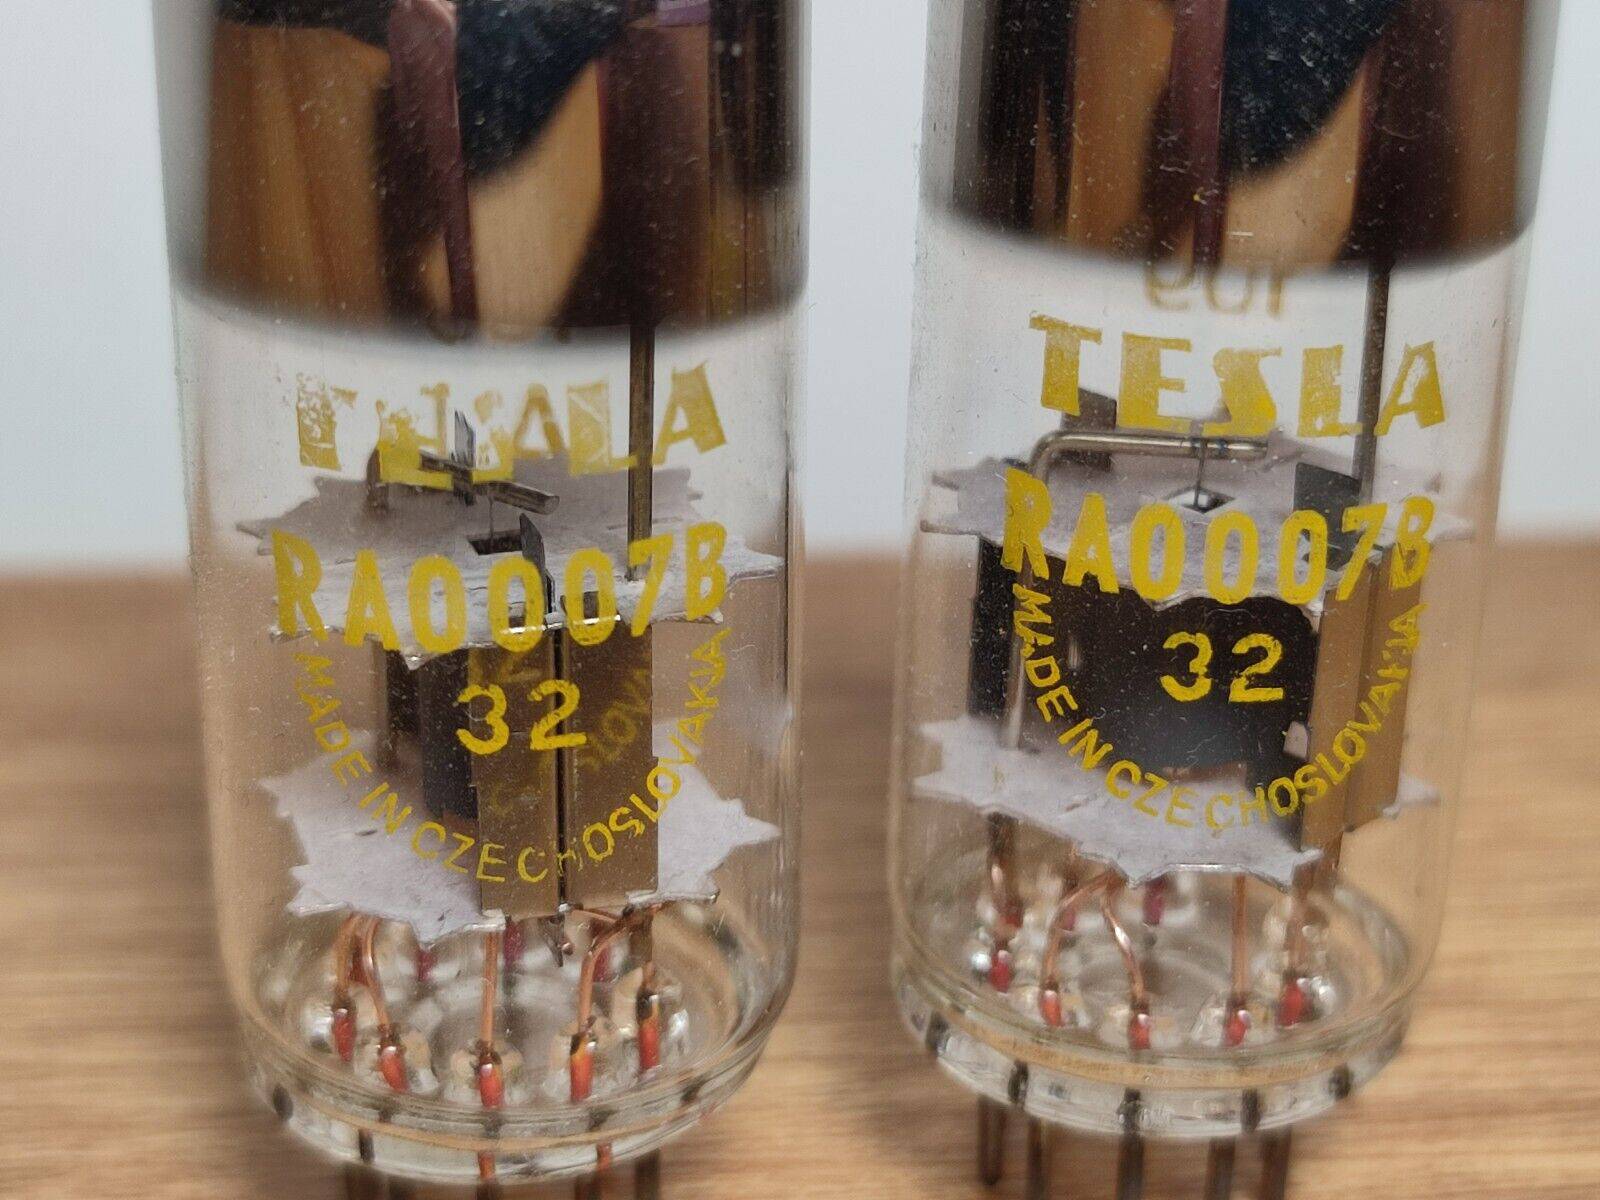 TESLA
RA0007B
32
MADE IN CZECHOSLOVAKIA
TESLA
RA0007B
32
MADE IN CZECHOSLOVAKIA